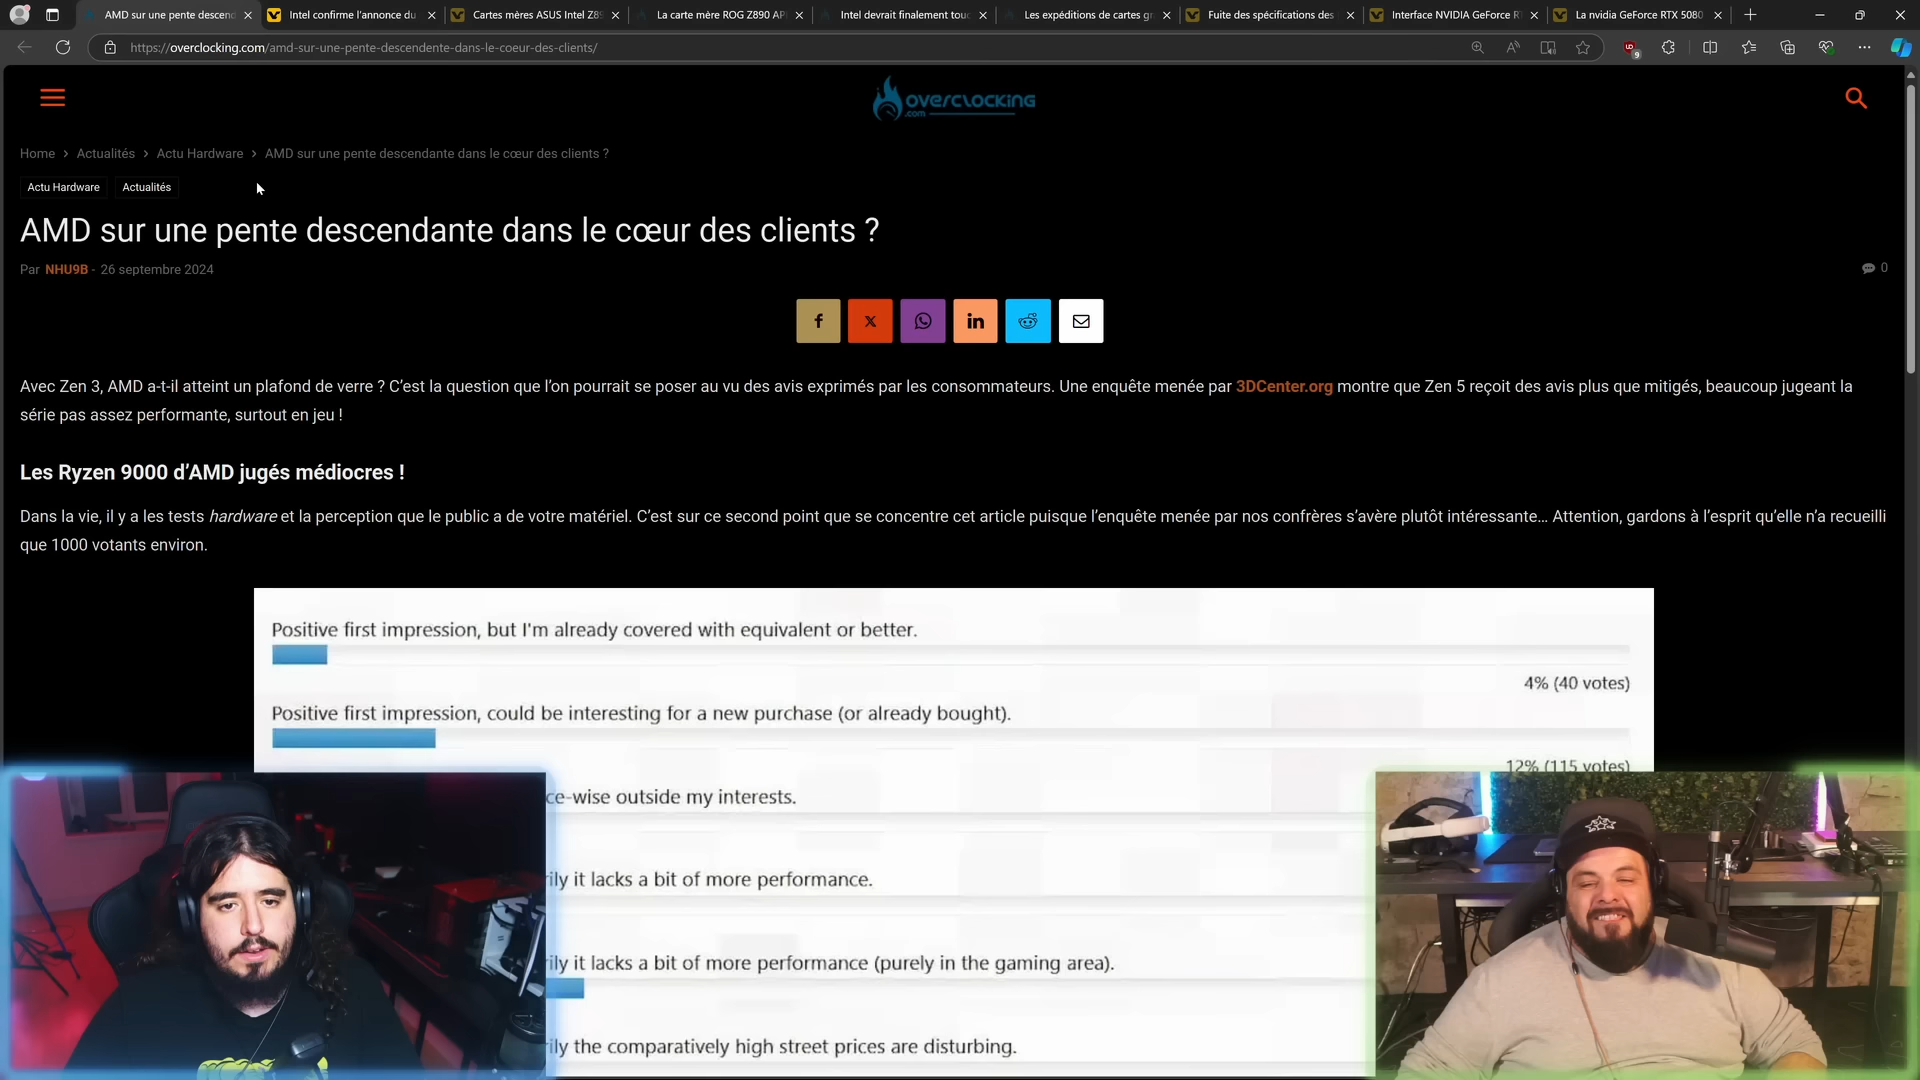 AMD sur une pente descend
Intel confirme l'annonce du
Cartes mères ASUS Intel Z89
La carte mère ROG Z890 AP
Intel devrait finalement touc
Les expéditions de cartes gr
Fuite des spécifications des
Interface NVIDIA GeForce R
La nvidia GeForce RTX 5080
https://overclocking.com/amd-sur-une-pente-descendente-dans-le-coeur-des-clients/
9
overclocking
.com
Home > Actualités > Actu Hardware > AMD sur une pente descendante dans le cœur des clients ?
Actu Hardware Actualités
AMD sur une pente descendante dans le cœur des clients ?
Par NHU9B - 26 septembre 2024
0
Avec Zen 3, AMD a-t-il atteint un plafond de verre ? C'est la question que l'on pourrait se poser au vu des avis exprimés par les consommateurs. Une enquête menée par 3DCenter.org montre que Zen 5 reçoit des avis plus que mitigés, beaucoup jugeant la
série pas assez performante, surtout en jeu !
Les Ryzen 9000 d'AMD jugés médiocres !
Dans la vie, il y a les tests hardware et la perception que le public a de votre matériel. C'est sur ce second point que se concentre cet article puisque l'enquête menée par nos confrères s'avère plutôt intéressante... Attention, gardons à l'esprit qu'elle n'a recueilli
que 1000 votants environ.
Positive first impression, but I'm already covered with equivalent or better.
4% (40 votes)
Positive first impression, could be interesting for a new purchase (or already bought).
12% (115 votes)
ce-wise outside my interests.
ily it lacks a bit of more performance.
ily it lacks a bit of more performance (purely in the gaming area).
ily the comparatively high street prices are disturbing.